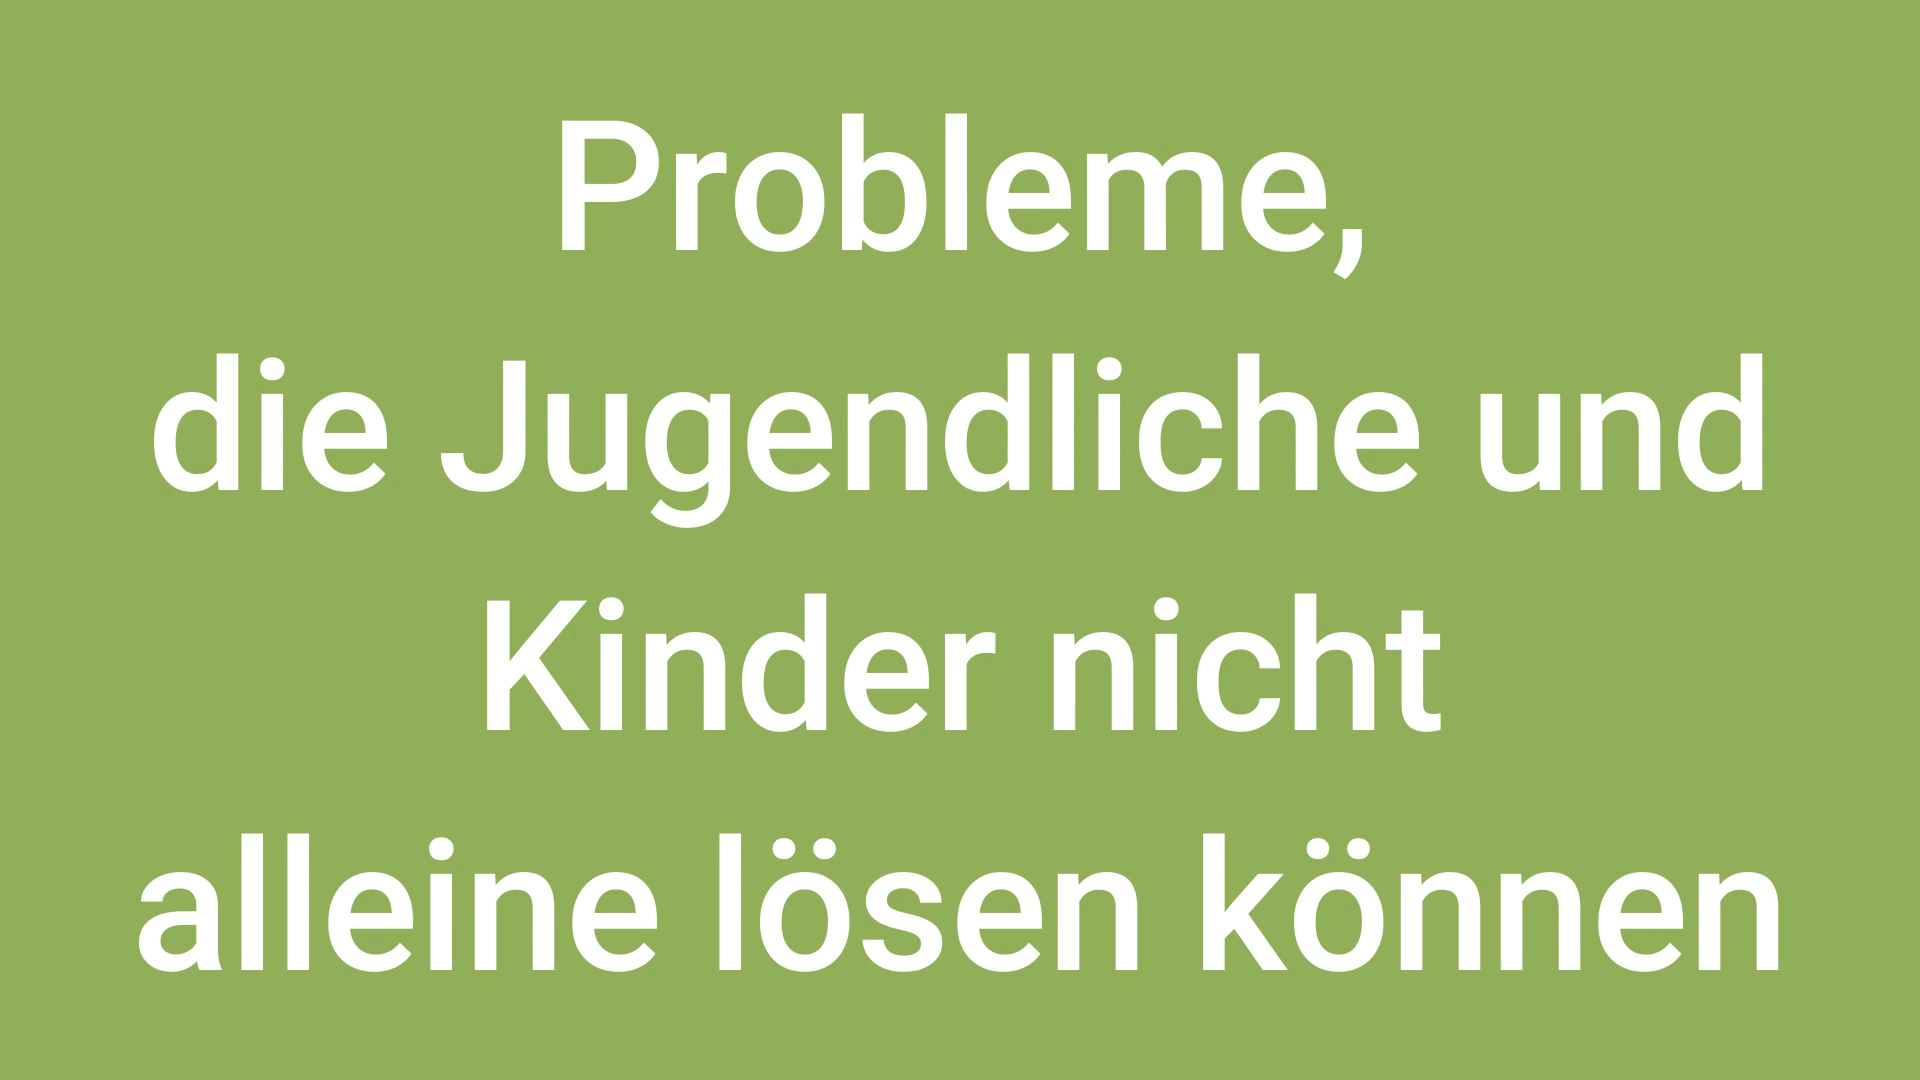 Probleme,
die Jugendliche und
Kinder nicht
alleine lösen können